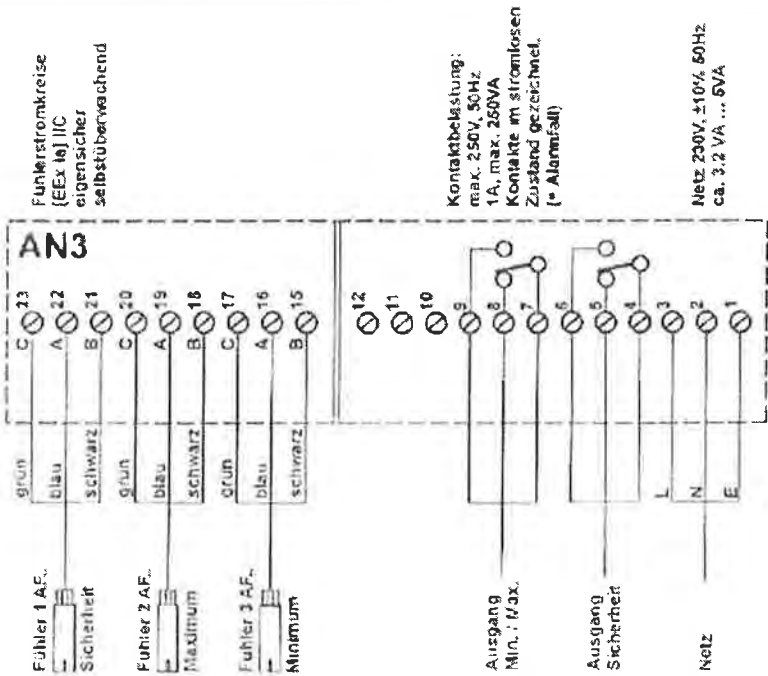 Fühlerstromkreise
[EEx ia] IIC
eigensicher
selbstüberwachend
Kontaktbelastung:
max. 250V, 50Hz
1A, max. 250VA
Kontakte im stromlosen
Zustand gezeichnet.
(= Alarmfall)
Netz 230V, ±10% 50Hz
ca. 3.2 VA ... 5VA
AN3
23
22
21
20
19
18
17
16
15
12
11
10
9
8
7
6
5
4
3
2
1
C
A
B
C
A
B
C
A
B
grün
blau
schwarz
grün
blau
schwarz
grün
blau
schwarz
L
N
E
Fühler 1 AF..
Sicherheit
Fühler 2 AF..
Maximum
Fühler 3 AF..
Minimum
Ausgang
Min. / Max.
Ausgang
Sicherheit
Netz